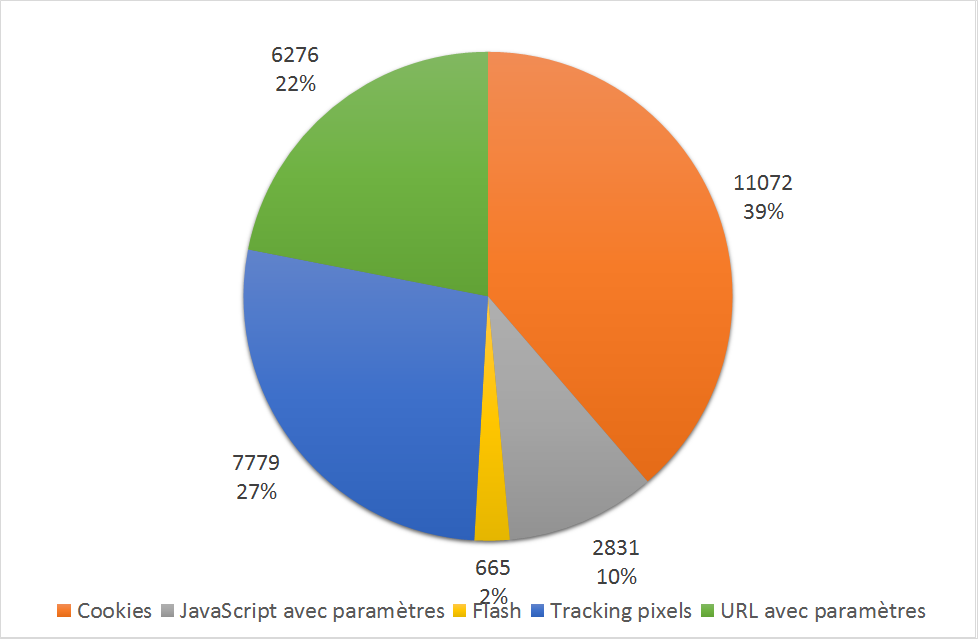 6276
22%
11072
39%
7779
27%
2831
10%
665
2%
Cookies
JavaScript avec paramètres
Flash
Tracking pixels
URL avec paramètres